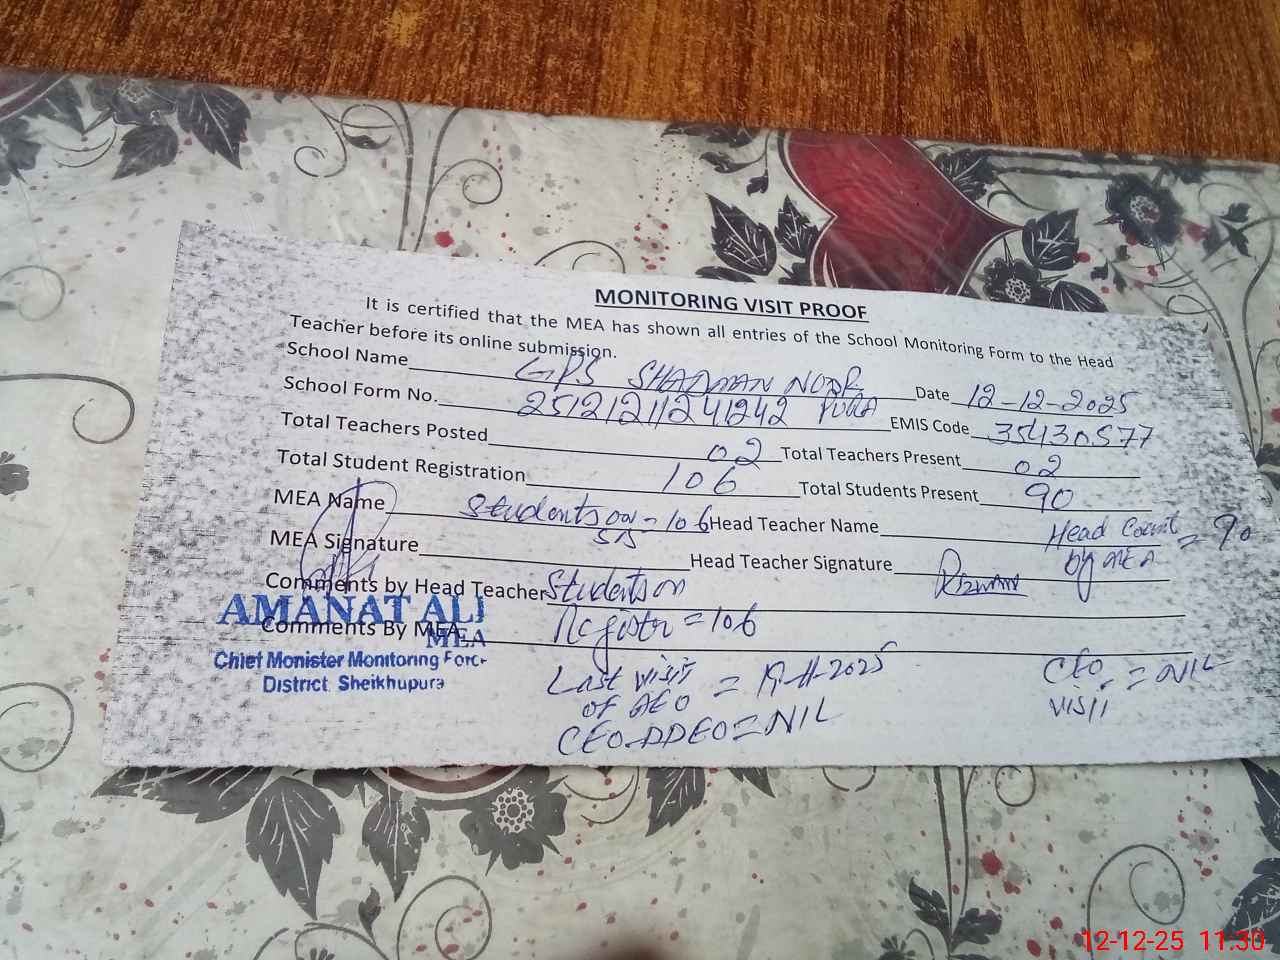 MONITORING VISIT PROOF
It is certified that the MEA has shown all entries of the School Monitoring Form to the Head
Teacher before its online submission.
School Name GPS SHADMAN NOOR PURA Date 12-12-2025
School Form No. 25121211241242 EMIS Code 35430577
Total Teachers Posted 02 Total Teachers Present 02
Total Student Registration 106 Total Students Present 90
MEA Name Students on SIS = 106 Head Teacher Name Head Count by MEA = 90
MEA Signature Head Teacher Signature Rizwan
Comments by Head Teacher Students on
Comments By MEA Register = 106
AMANAT ALI
MEA
Chief Monister Monitoring Force
District Sheikhupura
Last visit of AEO = -11-2025
CEO visit = NIL
CEO-DDEO = NIL
12-12-25 11:30